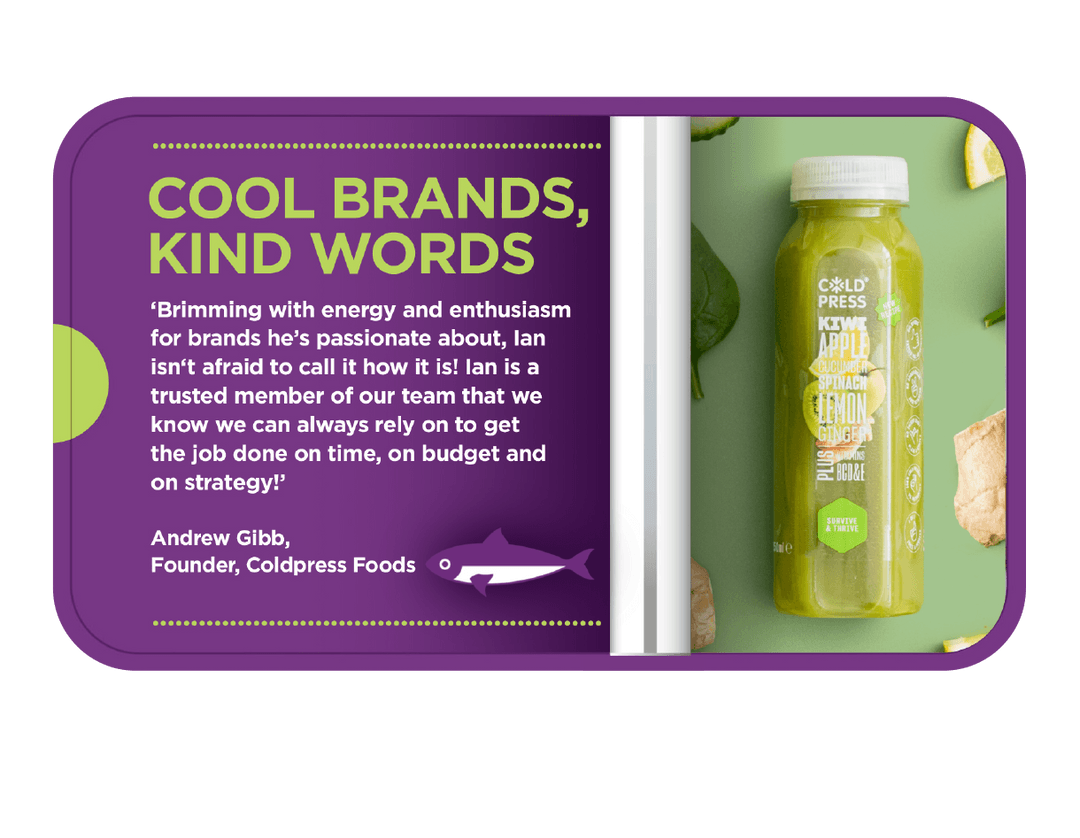 COOL BRANDS,
KIND WORDS
‘Brimming with energy and enthusiasm
for brands he’s passionate about, Ian
isn‘t afraid to call it how it is! Ian is a
trusted member of our team that we
know we can always rely on to get
the job done on time, on budget and
on strategy!’
Andrew Gibb,
Founder, Coldpress Foods
COLD
PRESS
KIWI
APPLE
CUCUMBER
SPINACH
LEMON
GINGER
PLUS
BCD&E
SURVIVE
& THRIVE